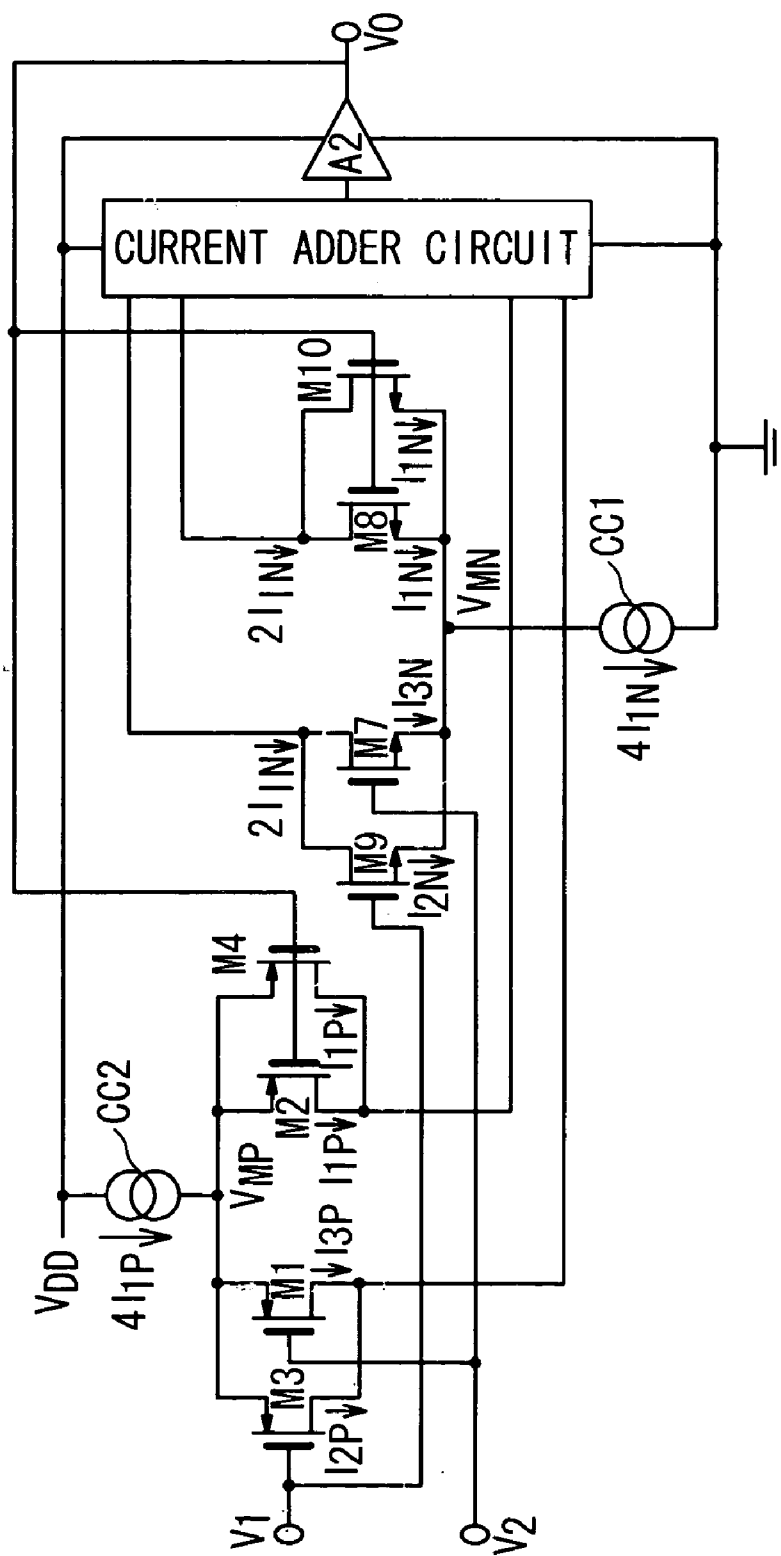 V1
V2
VDD
4I1P
CC2
VMP
M3
I2P
M1
I3P
M2
I1P
M4
I1P
M9
I2N
M7
I3N
2I1N
VMN
4I1N
CC1
M8
I1N
M10
I1N
2I1N
CURRENT ADDER CIRCUIT
A2
VO